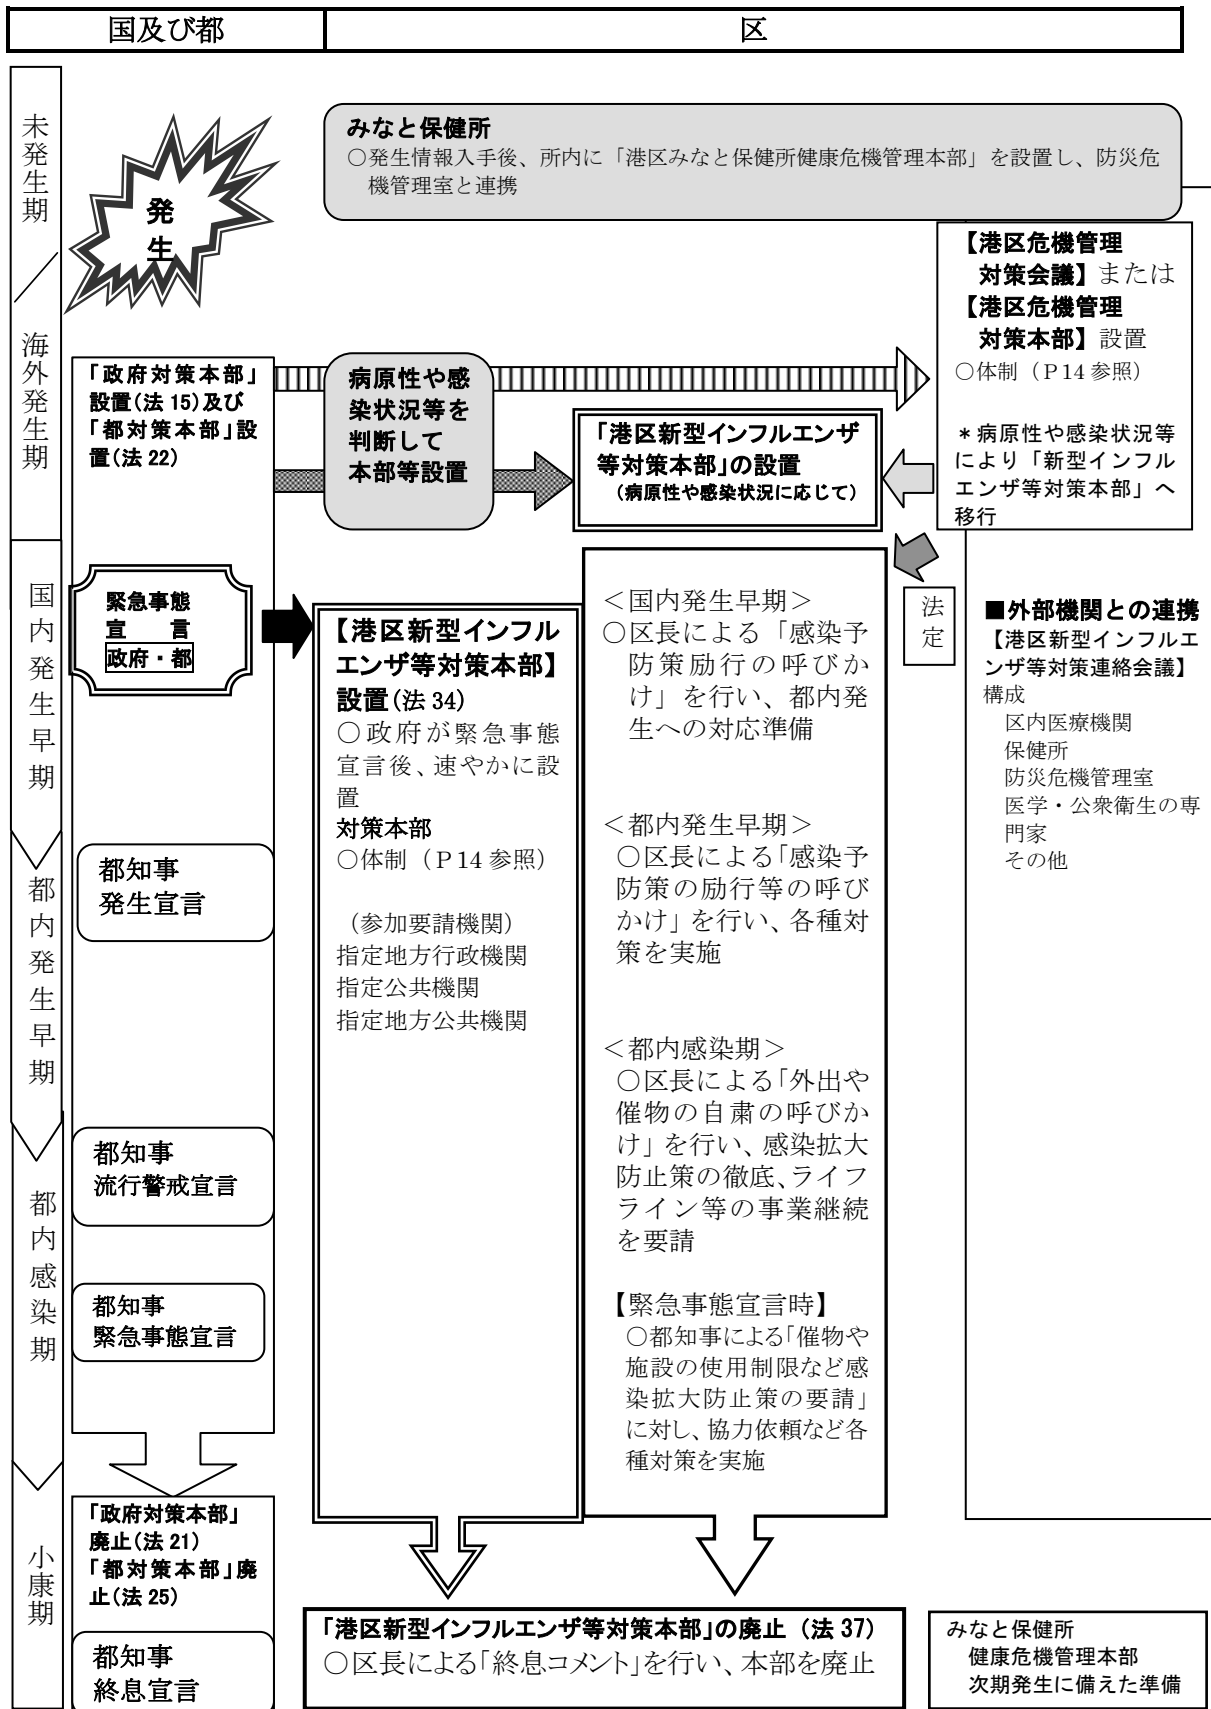 国及び都
区
未発生期
／
海外発生期
発
生
みなと保健所
○発生情報入手後、所内に「港区みなと保健所健康危機管理本部」を設置し、防災危
機管理室と連携
【港区危機管理
対策会議】または
【港区危機管理
対策本部】設置
○体制（Ｐ14 参照）
＊病原性や感染状況等
により「新型インフル
エンザ等対策本部」へ
移行
「政府対策本部」
設置(法 15)及び
「都対策本部」設
置(法 22)
病原性や感
染状況等を
判断して
本部等設置
「港区新型インフルエンザ
等対策本部」の設置
（病原性や感染状況に応じて）
国内発生早期
緊急事態
宣　言
政府・都
【港区新型インフル
エンザ等対策本部】
設置(法 34)
○政府が緊急事態
宣言後、速やかに設
置
対策本部
○体制（Ｐ14 参照）
（参加要請機関）
指定地方行政機関
指定公共機関
指定地方公共機関
＜国内発生早期＞
○区長による「感染予
防策励行の呼びか
け」を行い、都内発
生への対応準備
＜都内発生早期＞
○区長による「感染予
防策の励行等の呼び
かけ」を行い、各種対
策を実施
＜都内感染期＞
○区長による「外出や
催物の自粛の呼びか
け」を行い、感染拡大
防止策の徹底、ライフ
ライン等の事業継続
を要請
【緊急事態宣言時】
○都知事による「催物や
施設の使用制限など感
染拡大防止策の要請」
に対し、協力依頼など各
種対策を実施
法定
■外部機関との連携
【港区新型インフルエ
ンザ等対策連絡会議】
構成
区内医療機関
保健所
防災危機管理室
医学・公衆衛生の専
門家
その他
都内発生早期
都知事
発生宣言
都内感染期
都知事
流行警戒宣言
都知事
緊急事態宣言
小康期
「政府対策本部」
廃止(法 21)
「都対策本部」廃
止(法 25)
都知事
終息宣言
「港区新型インフルエンザ等対策本部」の廃止（法 37）
○区長による「終息コメント」を行い、本部を廃止
みなと保健所
健康危機管理本部
次期発生に備えた準備